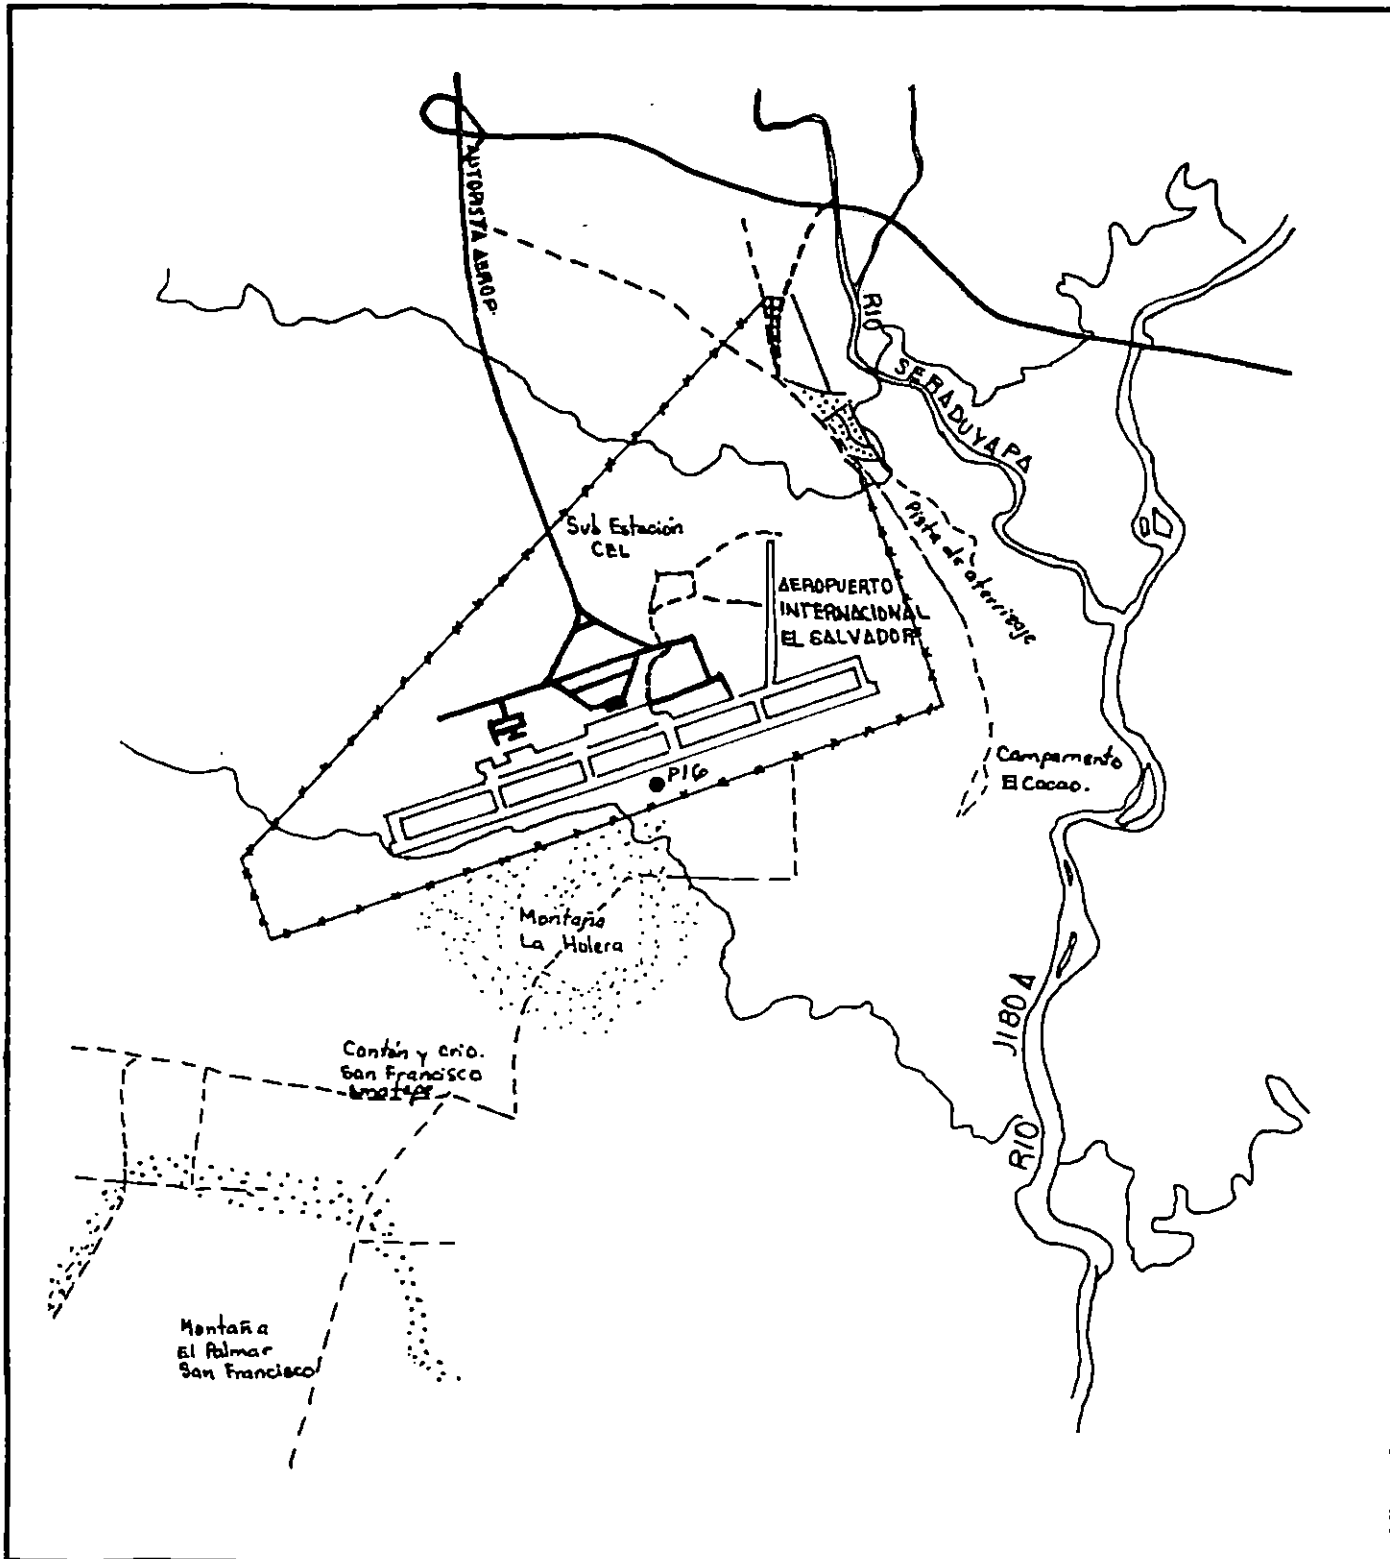 AUTOPISTA AEROP.
RIO
SERADUYAPA
Sub Estación
CEL
Pista de aterrizaje
AEROPUERTO
INTERNACIONAL
EL SALVADOR
P16
Campamento
El Cacao.
Montaña
La Holera
RIO JIBOA
Cantón y crio.
San Francisco
Amatepe
Montaña
El Palmar
San Francisco